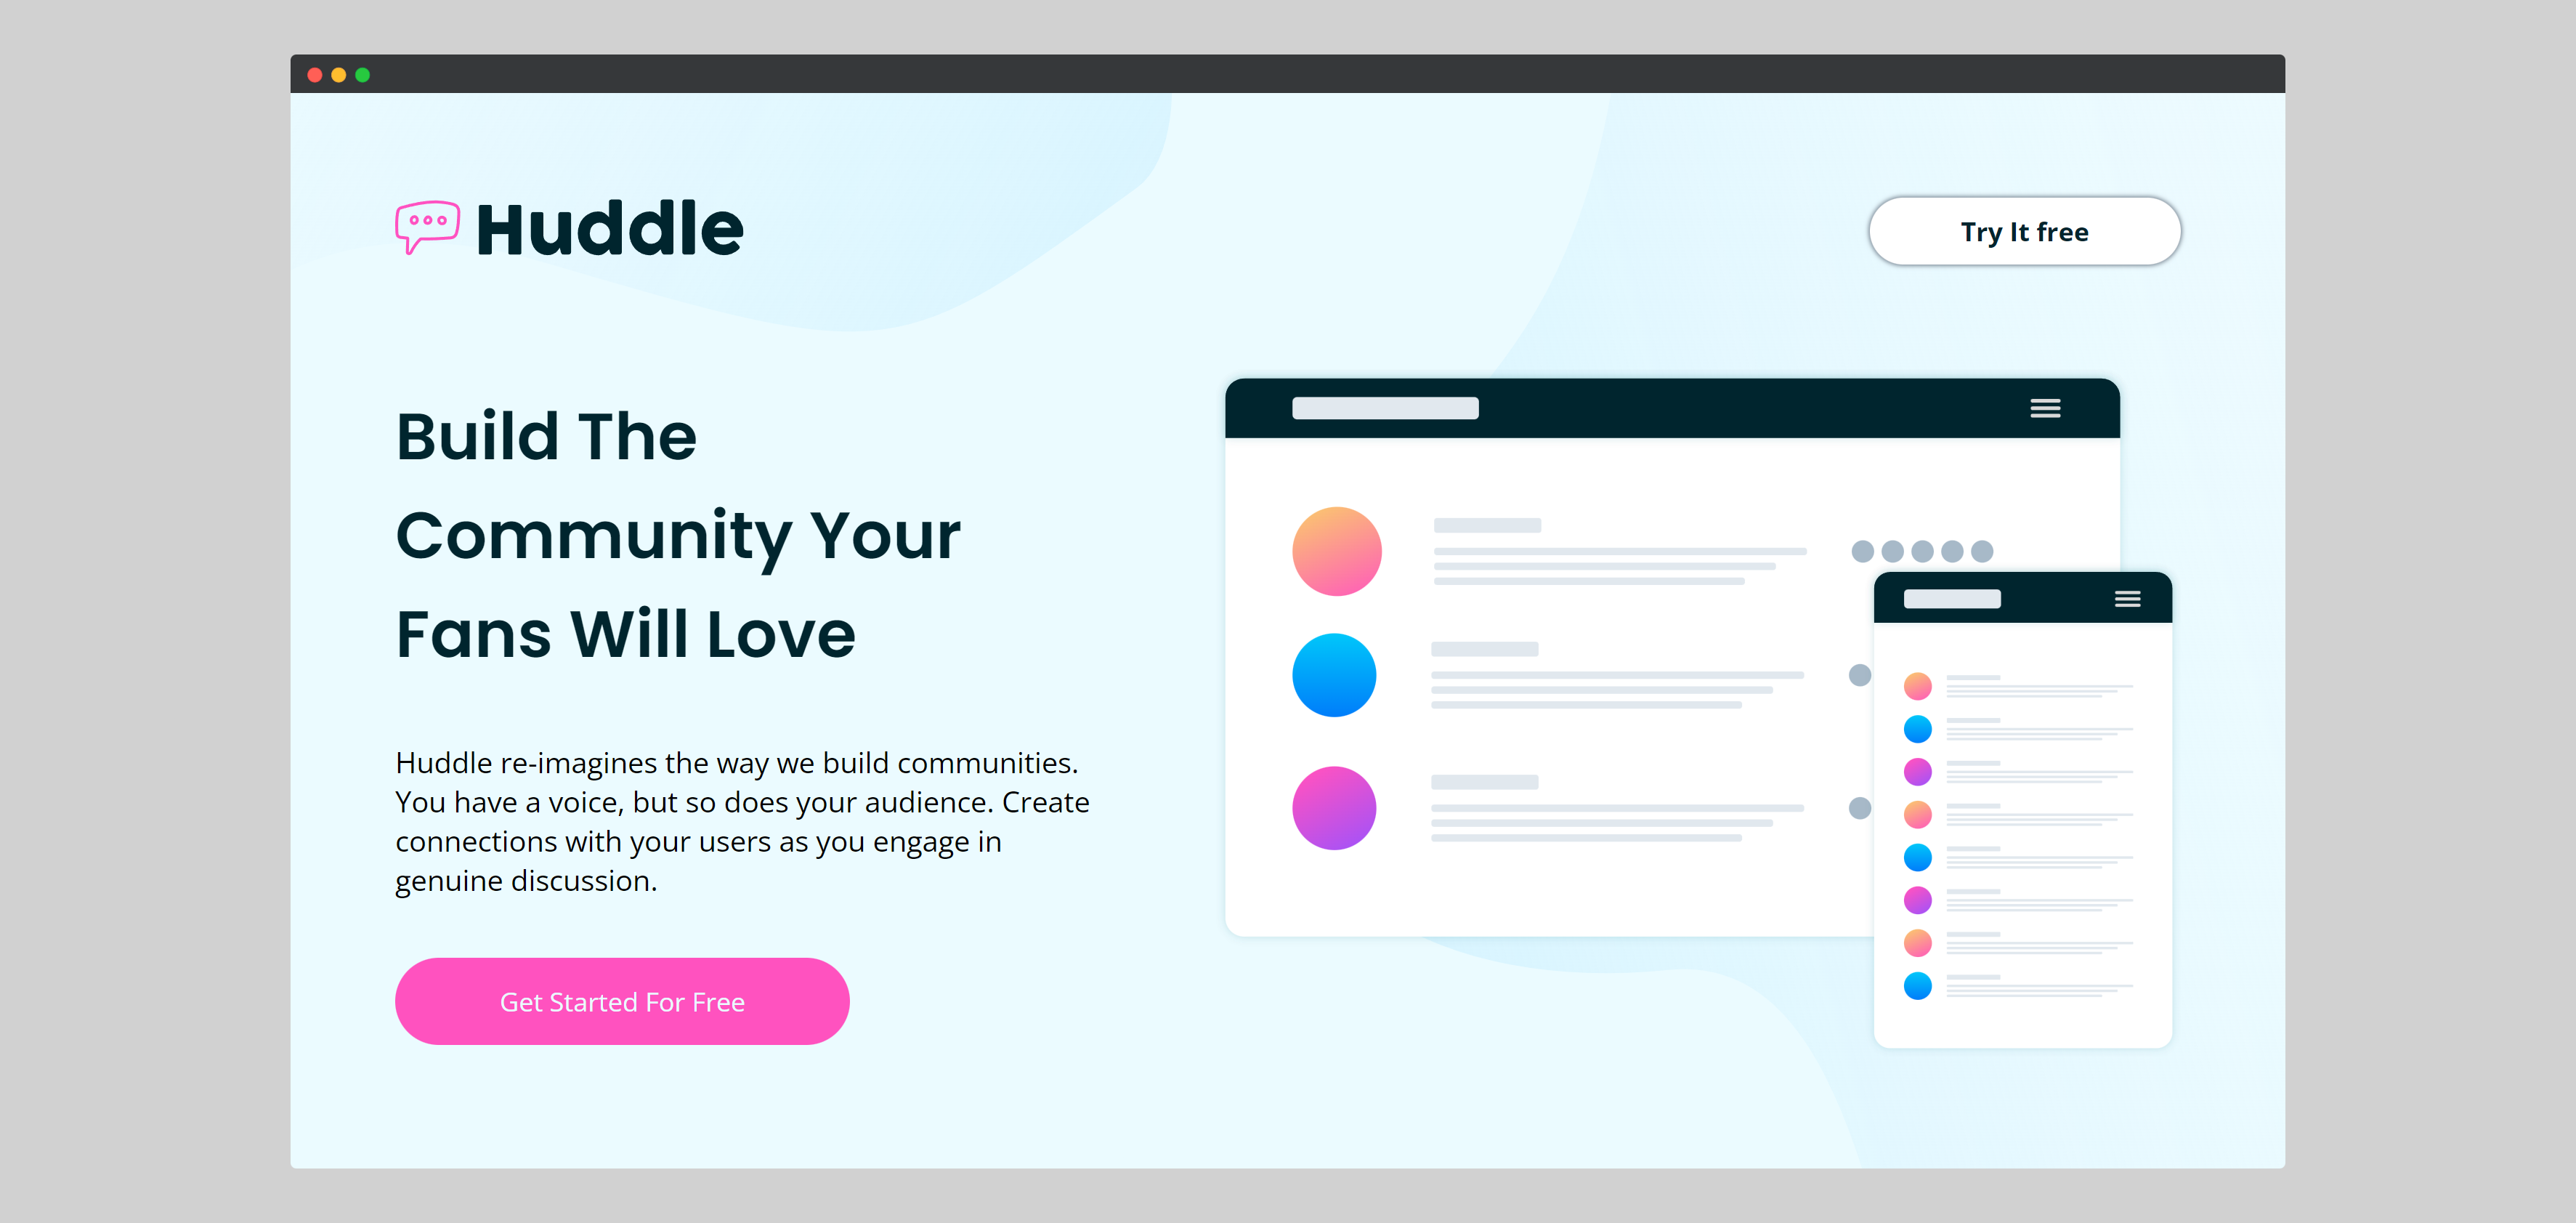 Huddle
Try It free
Build The
Community Your
Fans Will Love
Huddle re-imagines the way we build communities.
You have a voice, but so does your audience. Create
connections with your users as you engage in
genuine discussion.
Get Started For Free